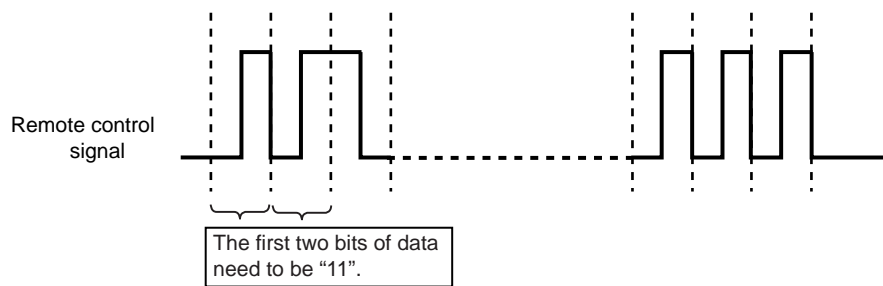 Remote control
signal
The first two bits of data
need to be “11”.